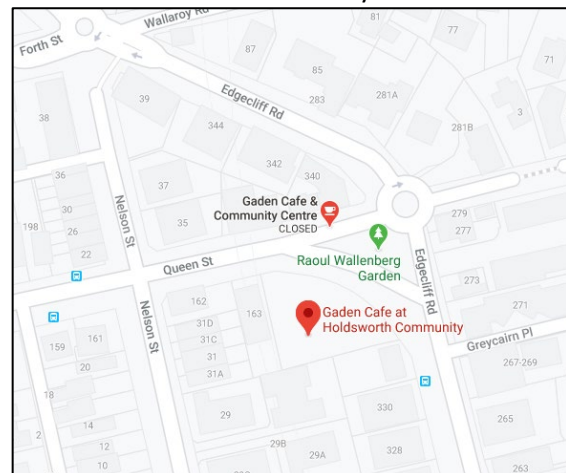 Wallaroy Rd
Forth St
81
77
87
71
85
Edgecliff Rd
283
281A
39
38
344
281B
3
342
340
36
37
Gaden Cafe &
Community Centre
CLOSED
30
Nelson St
35
279
198
26
277
22
Raoul Wallenberg
Garden
Edgecliff Rd
Queen St
273
162
163
Gaden Cafe at
Holdsworth Community
271
31D
Nelson St
31C
159
161
31
Greycairn Pl
20
31A
267-269
18
330
29
14
265
2
12
29B
328
10
29A
263